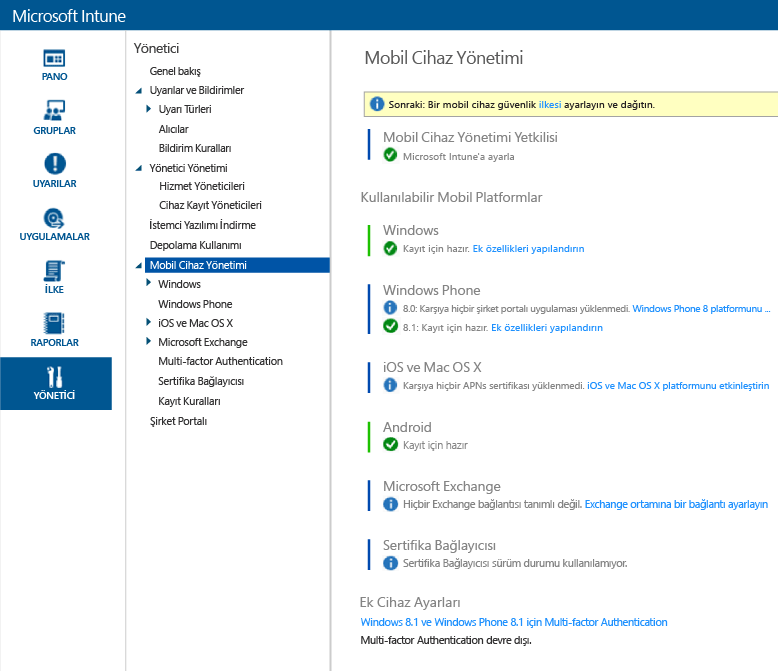 Microsoft Intune
PANO
GRUPLAR
UYARILAR
UYGULAMALAR
İLKE
RAPORLAR
YÖNETİCİ
Yönetici
Genel bakış
Uyarılar ve Bildirimler
Uyarı Türleri
Alıcılar
Bildirim Kuralları
Yönetici Yönetimi
Hizmet Yöneticileri
Cihaz Kayıt Yöneticileri
İstemci Yazılımı İndirme
Depolama Kullanımı
Mobil Cihaz Yönetimi
Windows
Windows Phone
iOS ve Mac OS X
Microsoft Exchange
Multi-factor Authentication
Sertifika Bağlayıcısı
Kayıt Kuralları
Şirket Portalı
Mobil Cihaz Yönetimi
Sonraki: Bir mobil cihaz güvenlik ilkesi ayarlayın ve dağıtın.
Mobil Cihaz Yönetimi Yetkilisi
Microsoft Intune'a ayarla
Kullanılabilir Mobil Platformlar
Windows
Kayıt için hazır. Ek özellikleri yapılandırın
Windows Phone
8.0: Karşıya hiçbir şirket portalı uygulaması yüklenmedi. Windows Phone 8 platformunu ...
8.1: Kayıt için hazır. Ek özellikleri yapılandırın
iOS ve Mac OS X
Karşıya hiçbir APNs sertifikası yüklenmedi. iOS ve Mac OS X platformunu etkinleştirin
Android
Kayıt için hazır
Microsoft Exchange
Hiçbir Exchange bağlantısı tanımlı değil. Exchange ortamına bir bağlantı ayarlayın
Sertifika Bağlayıcısı
Sertifika Bağlayıcısı sürüm durumu kullanılamıyor.
Ek Cihaz Ayarları
Windows 8.1 ve Windows Phone 8.1 için Multi-factor Authentication
Multi-factor Authentication devre dışı.